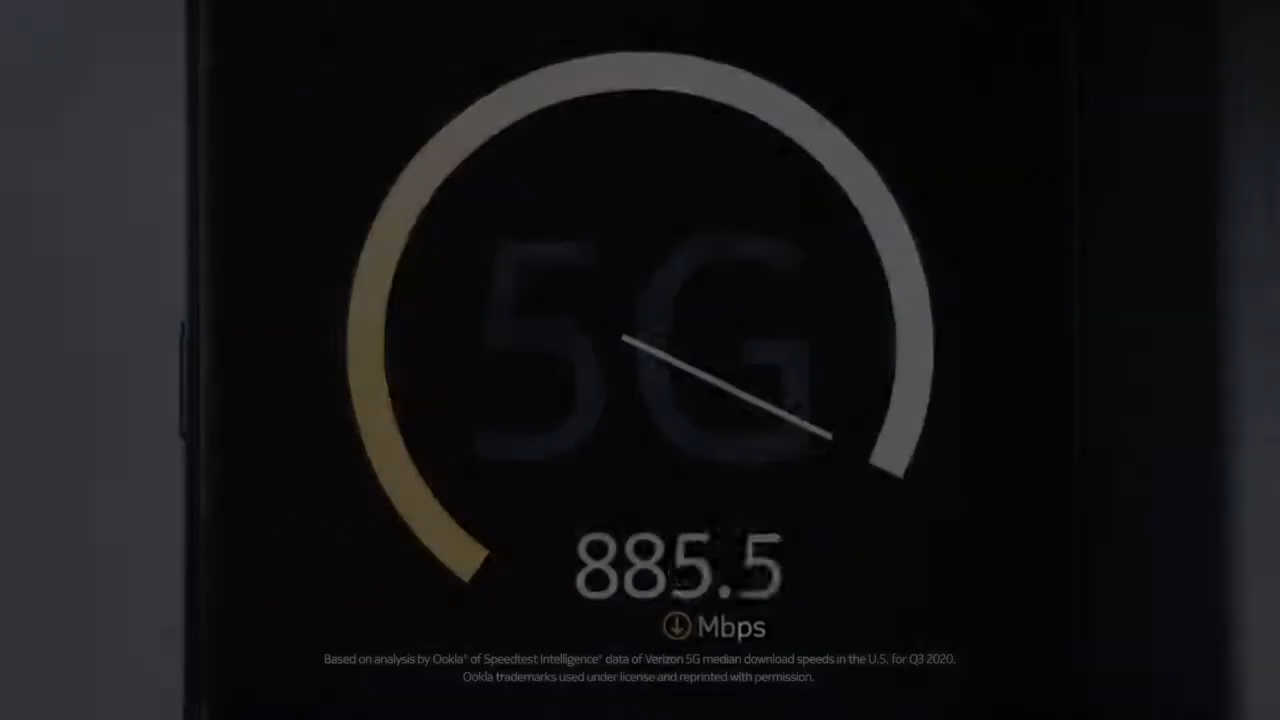 5G
885.5
Mbps
Based on analysis by Ookla® of Speedtest Intelligence® data of Verizon 5G median download speeds in the U.S. for Q3 2020.
Ookla trademarks used under license and reprinted with permission.